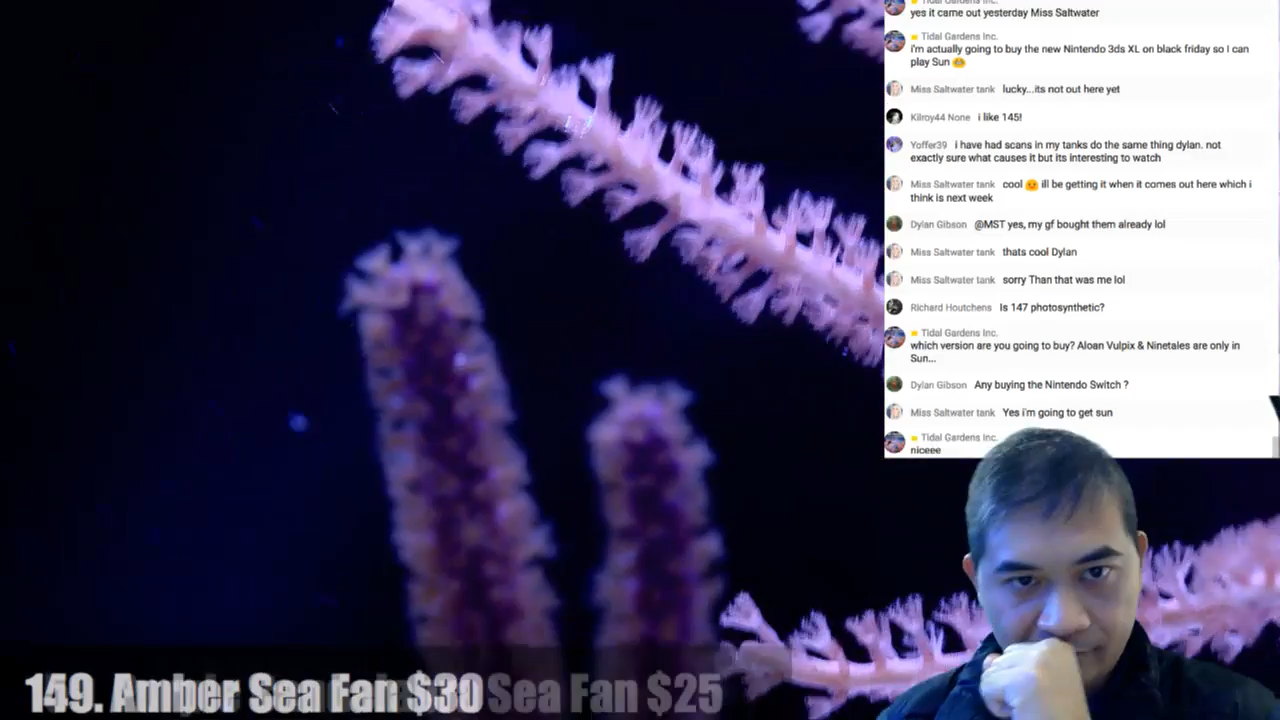 Tidal Gardens Inc.
yes it came out yesterday Miss Saltwater
Tidal Gardens Inc.
i'm actually going to buy the new Nintendo 3ds XL on black friday so I can
play Sun
Miss Saltwater tank lucky...its not out here yet
Kilroy44 None i like 145!
Yoffer39 i have had scans in my tanks do the same thing dylan. not
exactly sure what causes it but its interesting to watch
Miss Saltwater tank cool ill be getting it when it comes out here which i
think is next week
Dylan Gibson @MST yes, my gf bought them already lol
Miss Saltwater tank thats cool Dylan
Miss Saltwater tank sorry Than that was me lol
Richard Houtchens Is 147 photosynthetic?
Tidal Gardens Inc.
which version are you going to buy? Aloan Vulpix & Ninetales are only in
Sun...
Dylan Gibson Any buying the Nintendo Switch ?
Miss Saltwater tank Yes i'm going to get sun
Tidal Gardens Inc.
niceee
149. Amber Sea Fan $30 Sea Fan $25